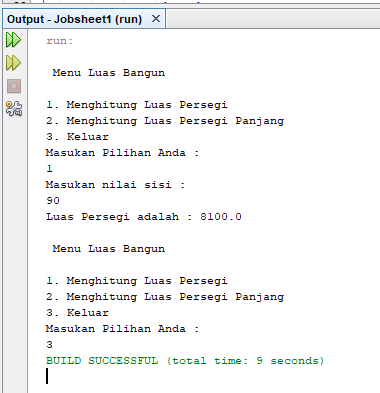 Output - Jobsheet1 (run)
run:
Menu Luas Bangun
1. Menghitung Luas Persegi
2. Menghitung Luas Persegi Panjang
3. Keluar
Masukan Pilihan Anda :
1
Masukan nilai sisi :
90
Luas Persegi adalah : 8100.0
Menu Luas Bangun
1. Menghitung Luas Persegi
2. Menghitung Luas Persegi Panjang
3. Keluar
Masukan Pilihan Anda :
3
BUILD SUCCESSFUL (total time: 9 seconds)